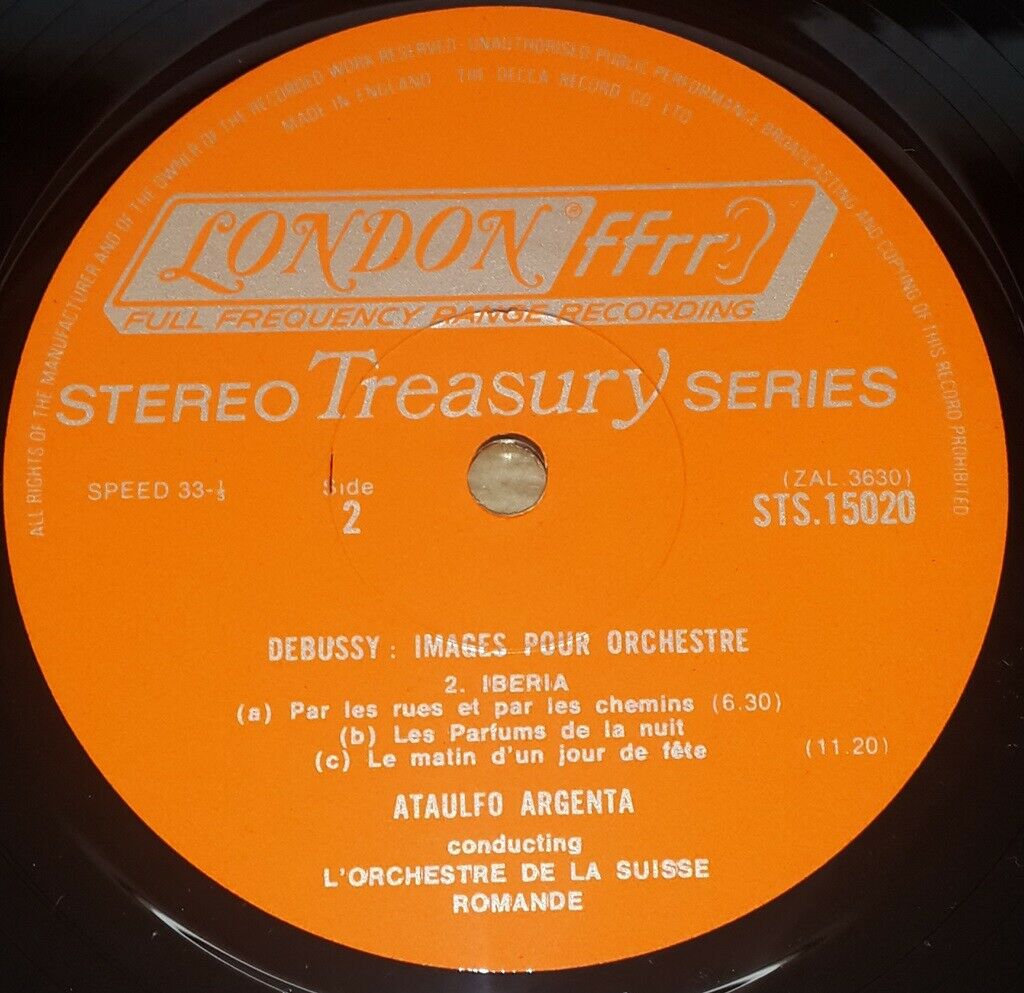 ALL RIGHTS OF THE MANUFACTURER AND OF THE OWNER OF THE RECORDED WORK RESERVED · UNAUTHORISED PUBLIC PERFORMANCE BROADCASTING AND COPYING OF THIS RECORD PROHIBITED
MADE IN ENGLAND THE DECCA RECORD CO LTD
LONDON® ffrr
FULL FREQUENCY RANGE RECORDING
STEREO Treasury SERIES
SPEED 33-⅓
Side
2
(ZAL.3630)
STS.15020
DEBUSSY: IMAGES POUR ORCHESTRE
2. IBERIA
(a) Par les rues et par les chemins (6.30)
(b) Les Parfums de la nuit
(c) Le matin d'un jour de fête (11.20)
ATAULFO ARGENTA
conducting
L'ORCHESTRE DE LA SUISSE
ROMANDE